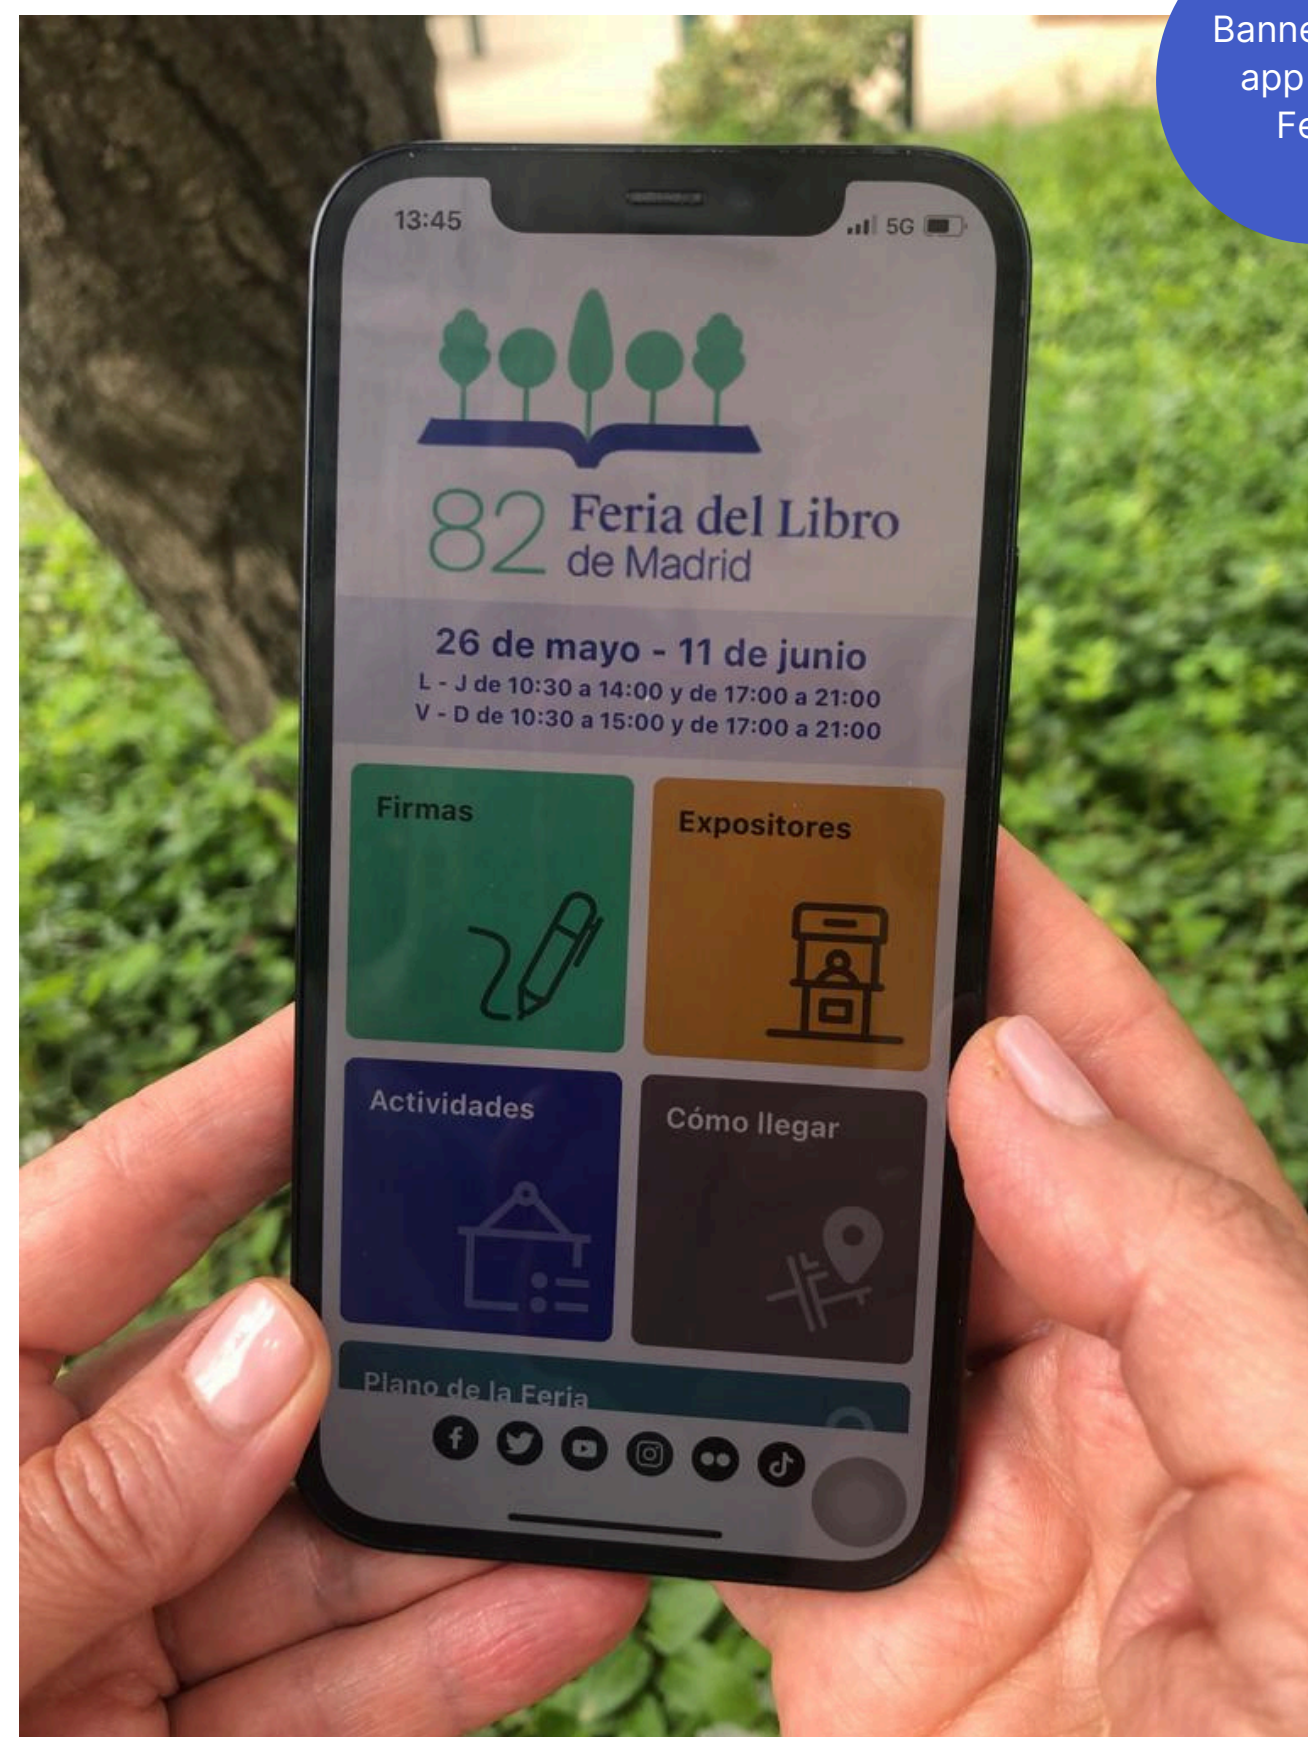 app
13:45
5G
82 Feria del Libro
de Madrid
26 de mayo - 11 de junio
L - J de 10:30 a 14:00 y de 17:00 a 21:00
V - D de 10:30 a 15:00 y de 17:00 a 21:00
Firmas
Expositores
Actividades
Cómo llegar
Plano de la Feria